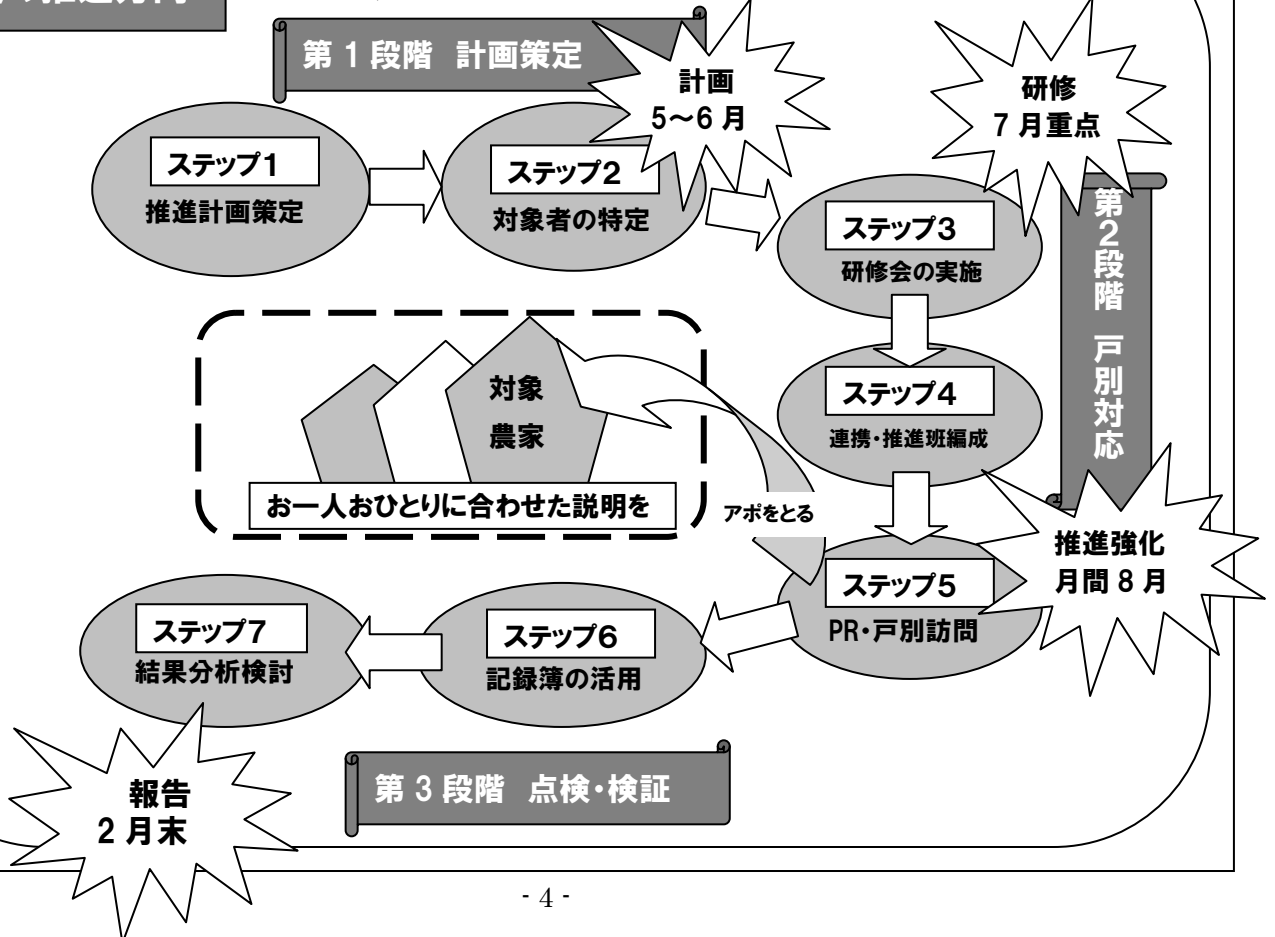 第1段階 計画策定
計画
5～6月
研修
7月重点
ステップ1
推進計画策定
ステップ2
対象者の特定
ステップ3
研修会の実施
第2段階 戸別対応
ステップ4
連携・推進班編成
対象
農家
お一人おひとりに合わせた説明を
アポをとる
推進強化
月間8月
ステップ5
PR・戸別訪問
ステップ6
記録簿の活用
ステップ7
結果分析検討
第3段階 点検・検証
報告
2月末
- 4 -